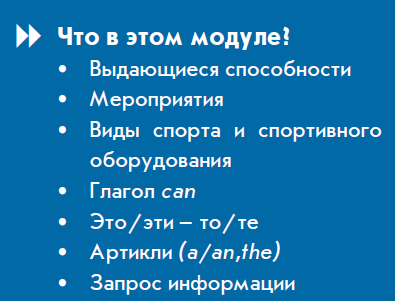 Что в этом модуле?
• Выдающиеся способности
• Мероприятия
• Виды спорта и спортивного
оборудования
• Глагол can
• Это/эти – то/те
• Артикли (a/an,the)
• Запрос информации